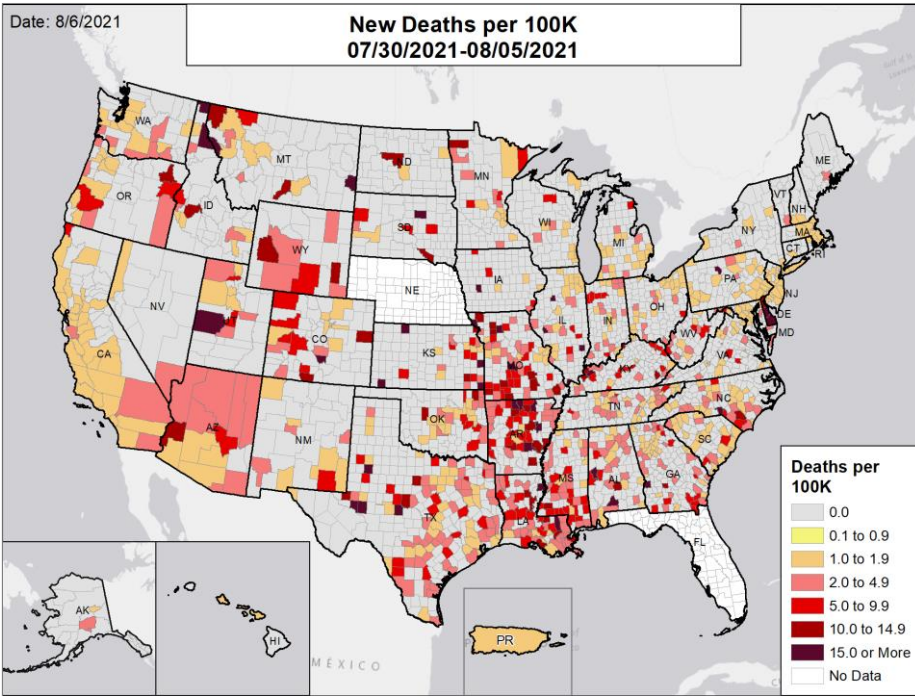 Date: 8/6/2021
New Deaths per 100K
07/30/2021-08/05/2021
WA
MT
ND
MN
ME
OR
ID
SD
WI
VT
NH
NY
MA
CT
RI
WY
MI
IA
NE
PA
NJ
NV
UT
IL
IN
OH
DE
MD
CO
WV
CA
KS
MO
KY
VA
AZ
NM
OK
AR
TN
NC
SC
MS
AL
GA
TX
LA
FL
AK
HI
PR
MÉXICO
Deaths per
100K
0.0
0.1 to 0.9
1.0 to 1.9
2.0 to 4.9
5.0 to 9.9
10.0 to 14.9
15.0 or More
No Data